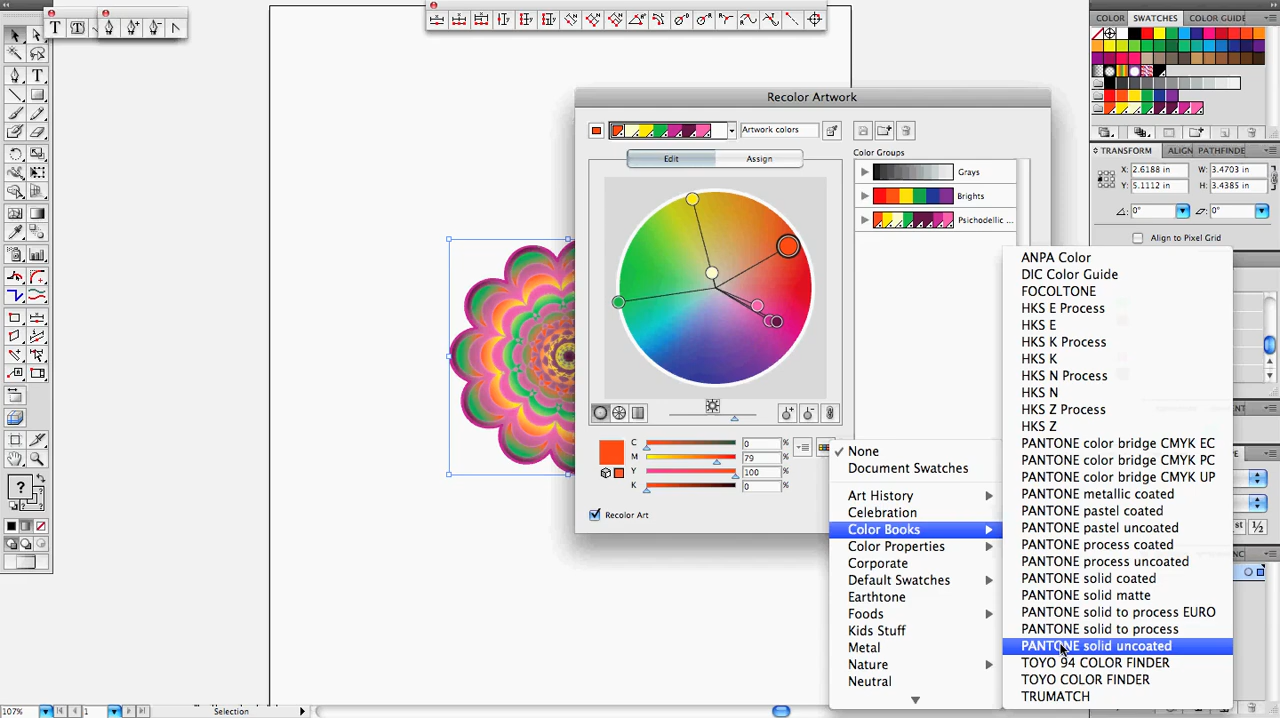 COLOR SWATCHES COLOR GUIDE
Recolor Artwork
Artwork colors
Edit Assign
Color Groups
Grays
Brights
Psichodellic ...
TRANSFORM ALIGN PATHFINDE
X: 2.6188 in W: 3.4703 in
Y: 5.1112 in H: 3.4385 in
0° 0°
Align to Pixel Grid
C 0 %
M 79 %
Y 100 %
K 0 %
Recolor Art
None
Document Swatches
Art History
Celebration
Color Books
Color Properties
Corporate
Default Swatches
Earthtone
Foods
Kids Stuff
Metal
Nature
Neutral
ANPA Color
DIC Color Guide
FOCOLTONE
HKS E Process
HKS E
HKS K Process
HKS K
HKS N Process
HKS N
HKS Z Process
HKS Z
PANTONE color bridge CMYK EC
PANTONE color bridge CMYK PC
PANTONE color bridge CMYK UP
PANTONE metallic coated
PANTONE pastel coated
PANTONE pastel uncoated
PANTONE process coated
PANTONE process uncoated
PANTONE solid coated
PANTONE solid matte
PANTONE solid to process EURO
PANTONE solid to process
PANTONE solid uncoated
TOYO 94 COLOR FINDER
TOYO COLOR FINDER
TRUMATCH
107% 1 Selection